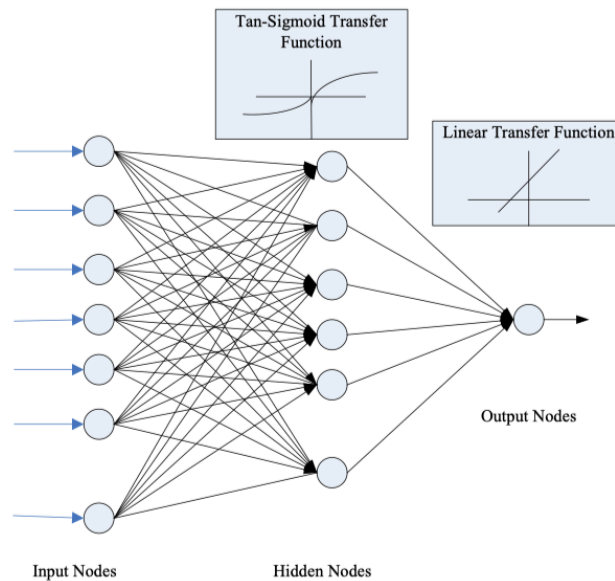 Tan-Sigmoid Transfer
Function
Linear Transfer Function
Output Nodes
Input Nodes
Hidden Nodes